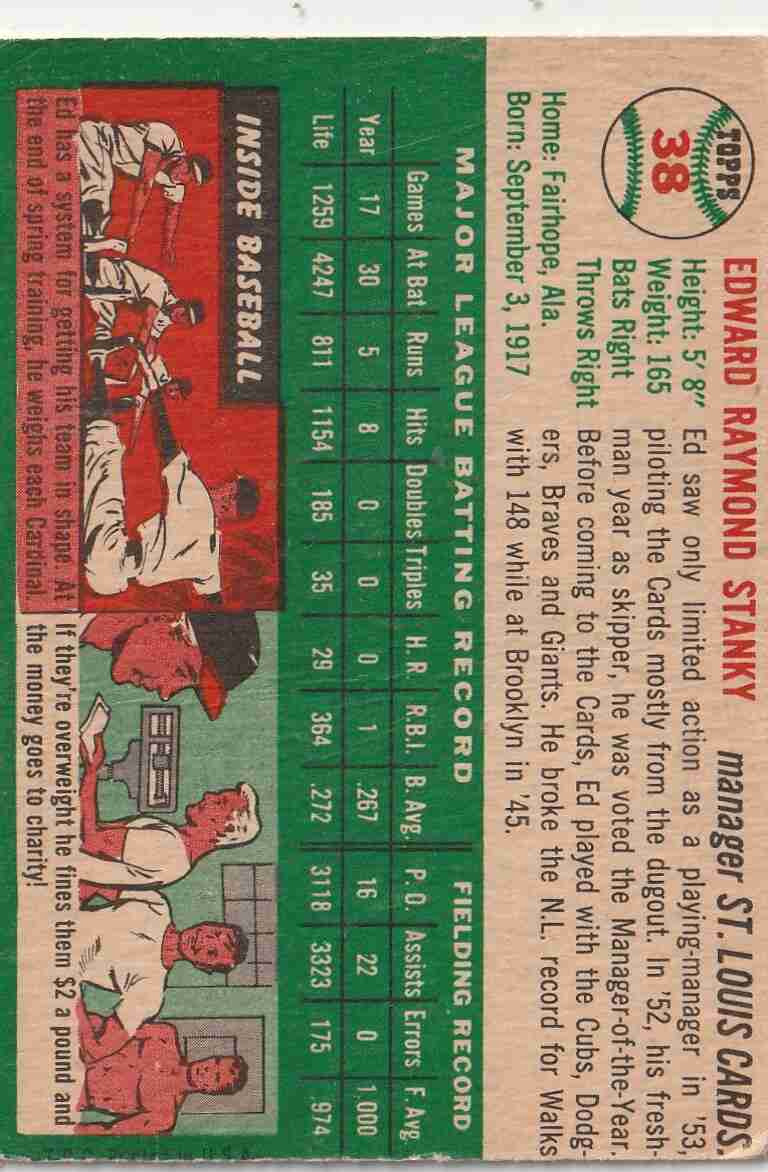 TOPPS
38
EDWARD RAYMOND STANKY
manager ST. LOUIS CARDS.
Height: 5' 8"
Weight: 165
Bats Right
Throws Right
Home: Fairhope, Ala.
Born: September 3, 1917
Ed saw only limited action as a playing-manager in '53,
piloting the Cards mostly from the dugout. In '52, his fresh-
man year as skipper, he was voted the Manager-of-the-Year.
Before coming to the Cards, Ed played with the Cubs, Dodg-
ers, Braves and Giants. He broke the N.L. record for Walks
with 148 while at Brooklyn in '45.
MAJOR LEAGUE BATTING RECORD
FIELDING RECORD
Games At Bat Runs Hits Doubles Triples H. R. R.B.I. B. Avg. P. O. Assists Errors F. Avg
Year 17 30 5 8 0 0 0 1 .267 16 22 0 1.000
Life 1259 4247 811 1154 185 35 29 364 .272 3118 3323 175 .974
INSIDE BASEBALL
Ed has a system for getting his team in shape. At
the end of spring training, he weighs each Cardinal.
If they're overweight he fines them $2 a pound and
the money goes to charity!
T.C.G. Printed in U.S.A.